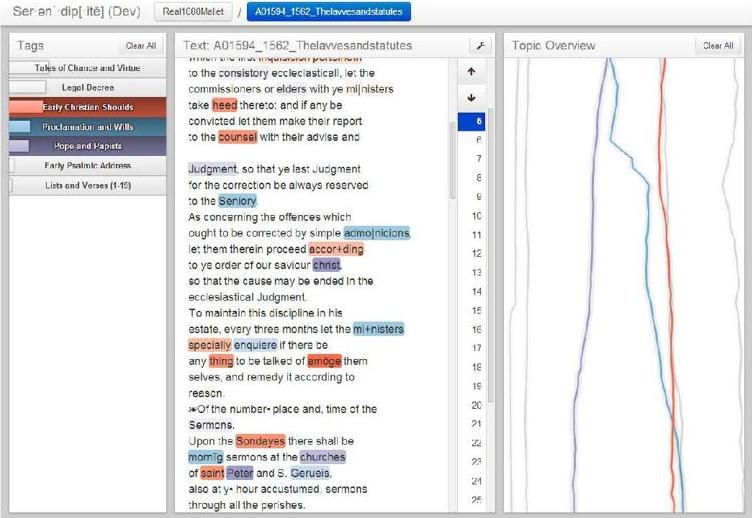 Ser·ən`·dip[ itē] (Dev)
Real1080Mallet
/
A01594_1562_Thelavvesandstatutes
Tags
Clear All
Tales of Chance and Virtue
Legal Decree
Early Christian Shoulds
Proclamation and Wills
Pope and Papists
Early Psalmic Address
Lists and Verses (1-19)
Text: A01594_1562_Thelavvesandstatutes
which the first inquisition perteineth
to the consistory eccleciasticall, let the
commissioners or elders with ye mi|nisters
take heed thereto: and if any be
convicted let them make their report
to the counsel with their advise and
Judgment, so that ye last Judgment
for the correction be always reserved
to the Seniory.
As concerning the offences which
ought to be corrected by simple admo|nicions,
let them therein proceed accor+ding
to ye order of our saviour christ,
so that the cause may be ended in the
ecclesiastical Judgment.
To maintain this discipline in his
estate, every three months let the mi+nisters
specially enquiere if there be
any thing to be talked of amōge them
selves, and remedy it according to
reason.
❧Of the number• place and, time of the
Sermons.
Upon the Sondayes there shall be
mornīg sermons at the churches
of saint Peter and S. Gerueis,
also at y• hour accustumed, sermons
through all the perishes.
5
6
7
8
9
10
11
12
13
14
15
16
17
18
19
20
21
22
23
24
25
Topic Overview
Clear All